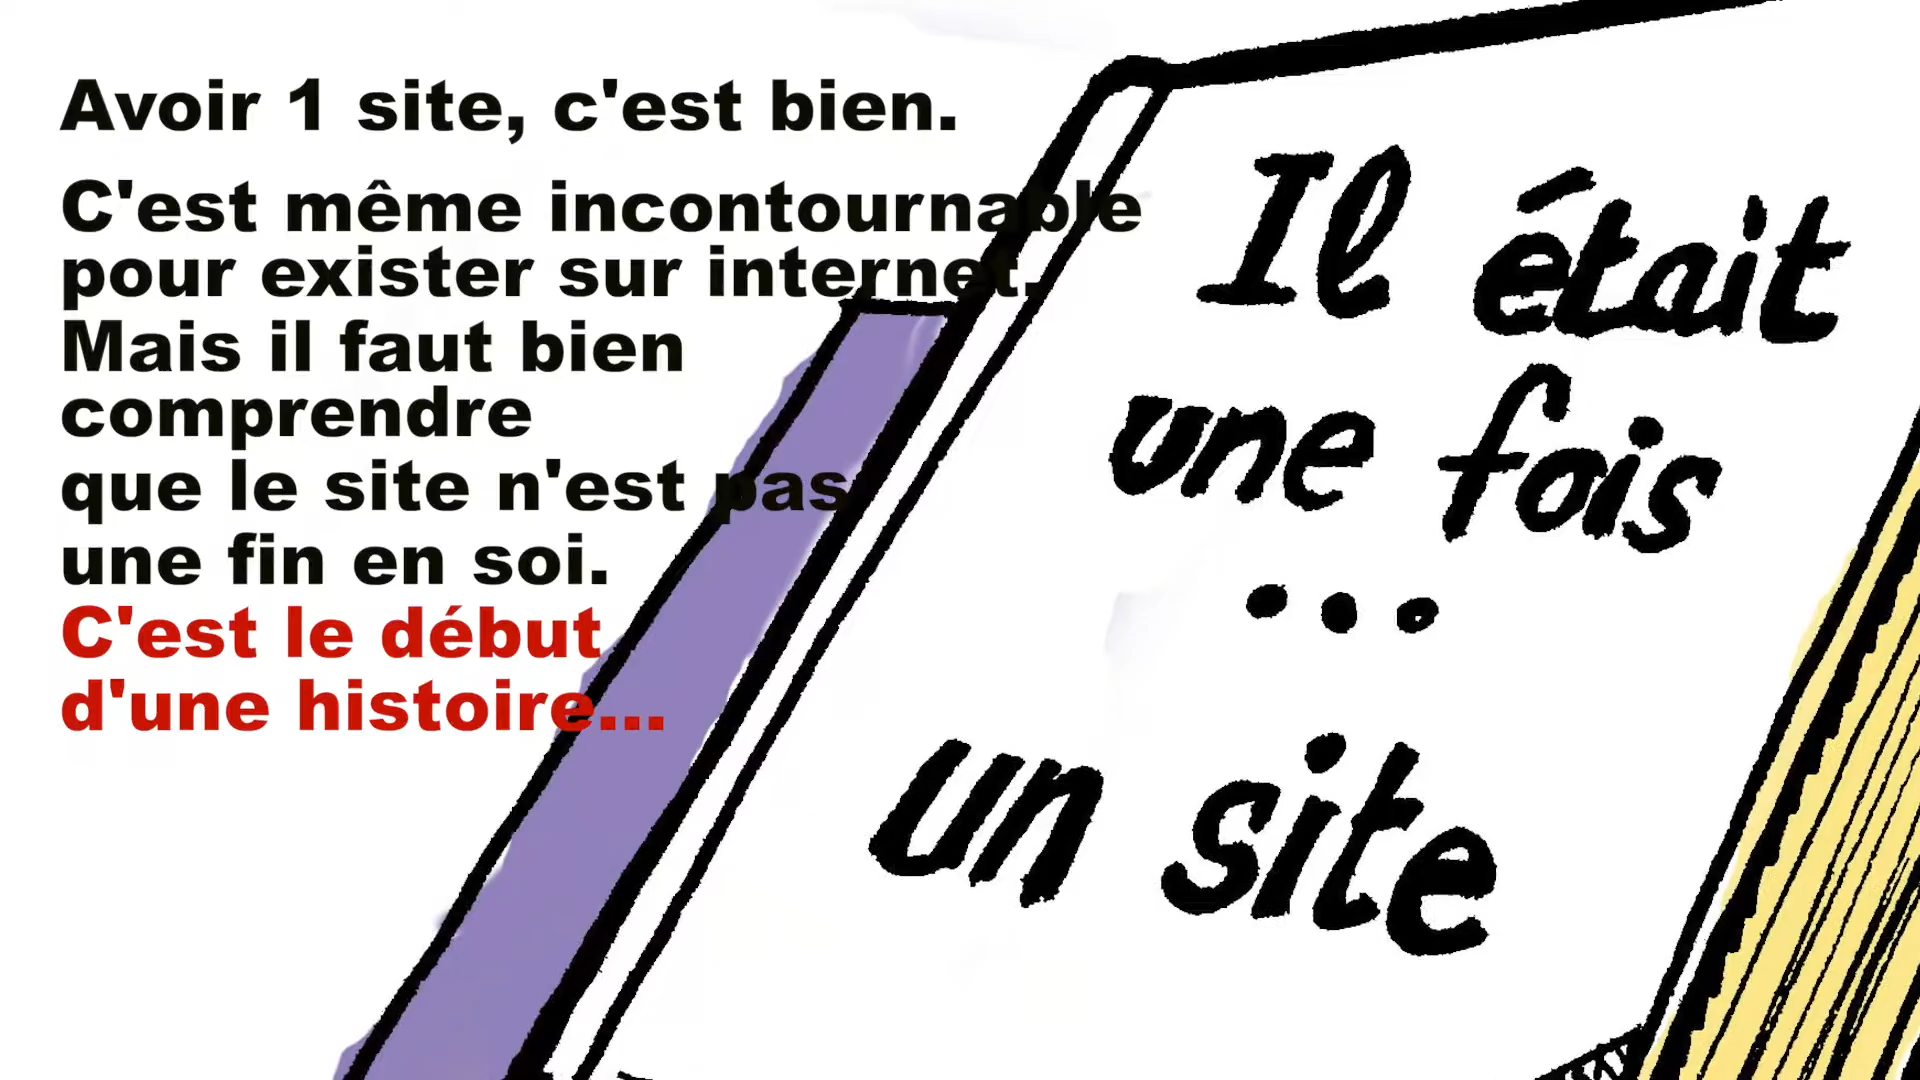 Avoir 1 site, c'est bien.
C'est même incontournable
pour exister sur internet.
Mais il faut bien
comprendre
que le site n'est pas
une fin en soi.
C'est le début
d'une histoire...
Il était
une fois
...
un site